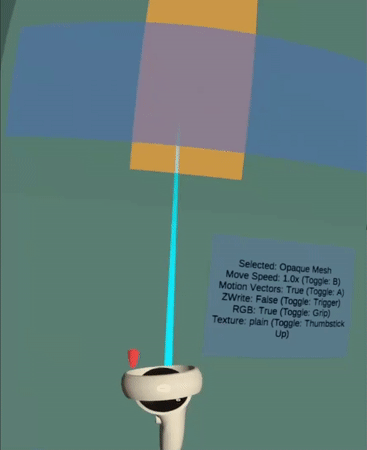 Selected: Opaque Mesh
Move Speed: 1.0x (Toggle: B)
Motion Vectors: True (Toggle: A)
ZWrite: False (Toggle: Trigger)
RGB: True (Toggle: Grip)
Texture: plain (Toggle: Thumbstick
Up)